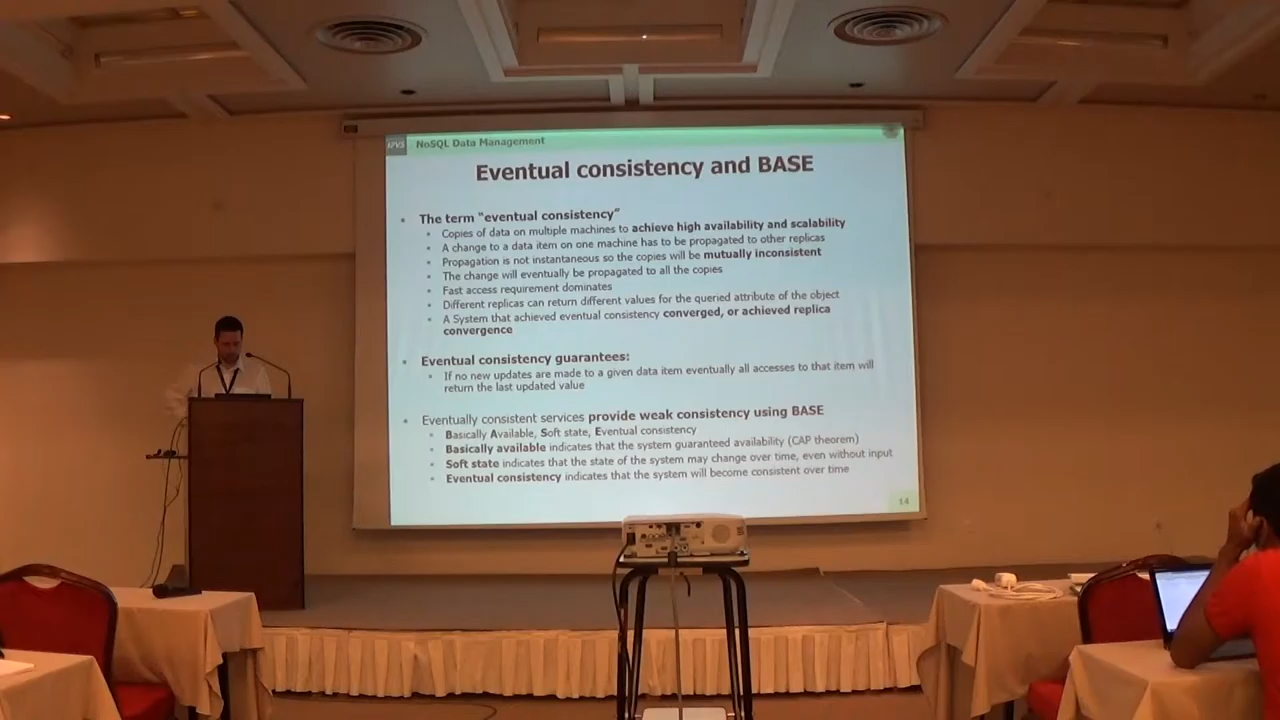 IPVS
NoSQL Data Management
Eventual consistency and BASE
• The term “eventual consistency”
• Copies of data on multiple machines to achieve high availability and scalability
• A change to a data item on one machine has to be propagated to other replicas
• Propagation is not instantaneous so the copies will be mutually inconsistent
• The change will eventually be propagated to all the copies
• Fast access requirement dominates
• Different replicas can return different values for the queried attribute of the object
• A System that achieved eventual consistency converged, or achieved replica
convergence
• Eventual consistency guarantees:
• If no new updates are made to a given data item eventually all accesses to that item will
return the last updated value
• Eventually consistent services provide weak consistency using BASE
• Basically Available, Soft state, Eventual consistency
• Basically available indicates that the system guaranteed availability (CAP theorem)
• Soft state indicates that the state of the system may change over time, even without input
• Eventual consistency indicates that the system will become consistent over time
14